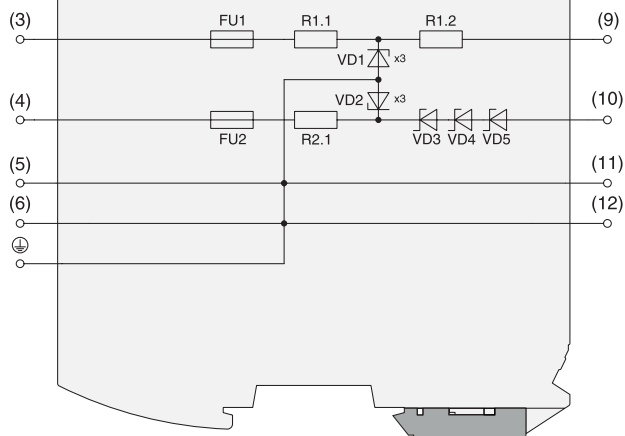 (3) FU1 R1.1 R1.2 (9)
VD1 x3
(4) VD2 x3 (10)
FU2 R2.1 VD3 VD4 VD5
(5) (11)
(6) (12)